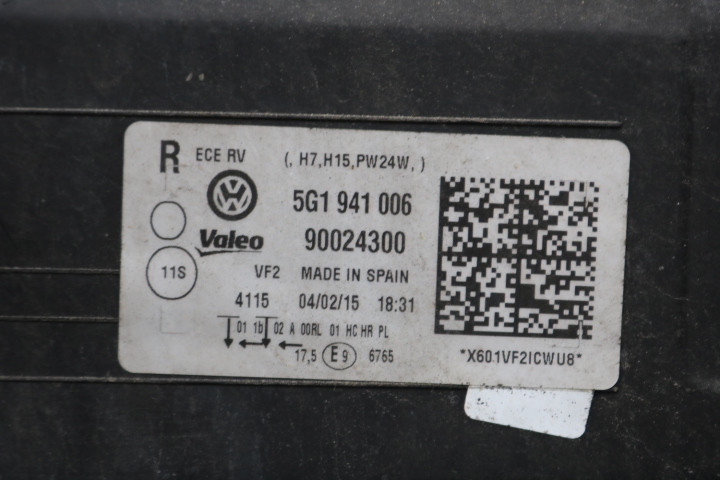 R ECE RV (, H7,H15,PW24W, )
5G1 941 006
Valeo 90024300
11S VF2 MADE IN SPAIN
4115 04/02/15 18:31
01 1b 02 A 00RL 01 HC HR PL
17,5 E9 6765
*X601VF2ICWU8*